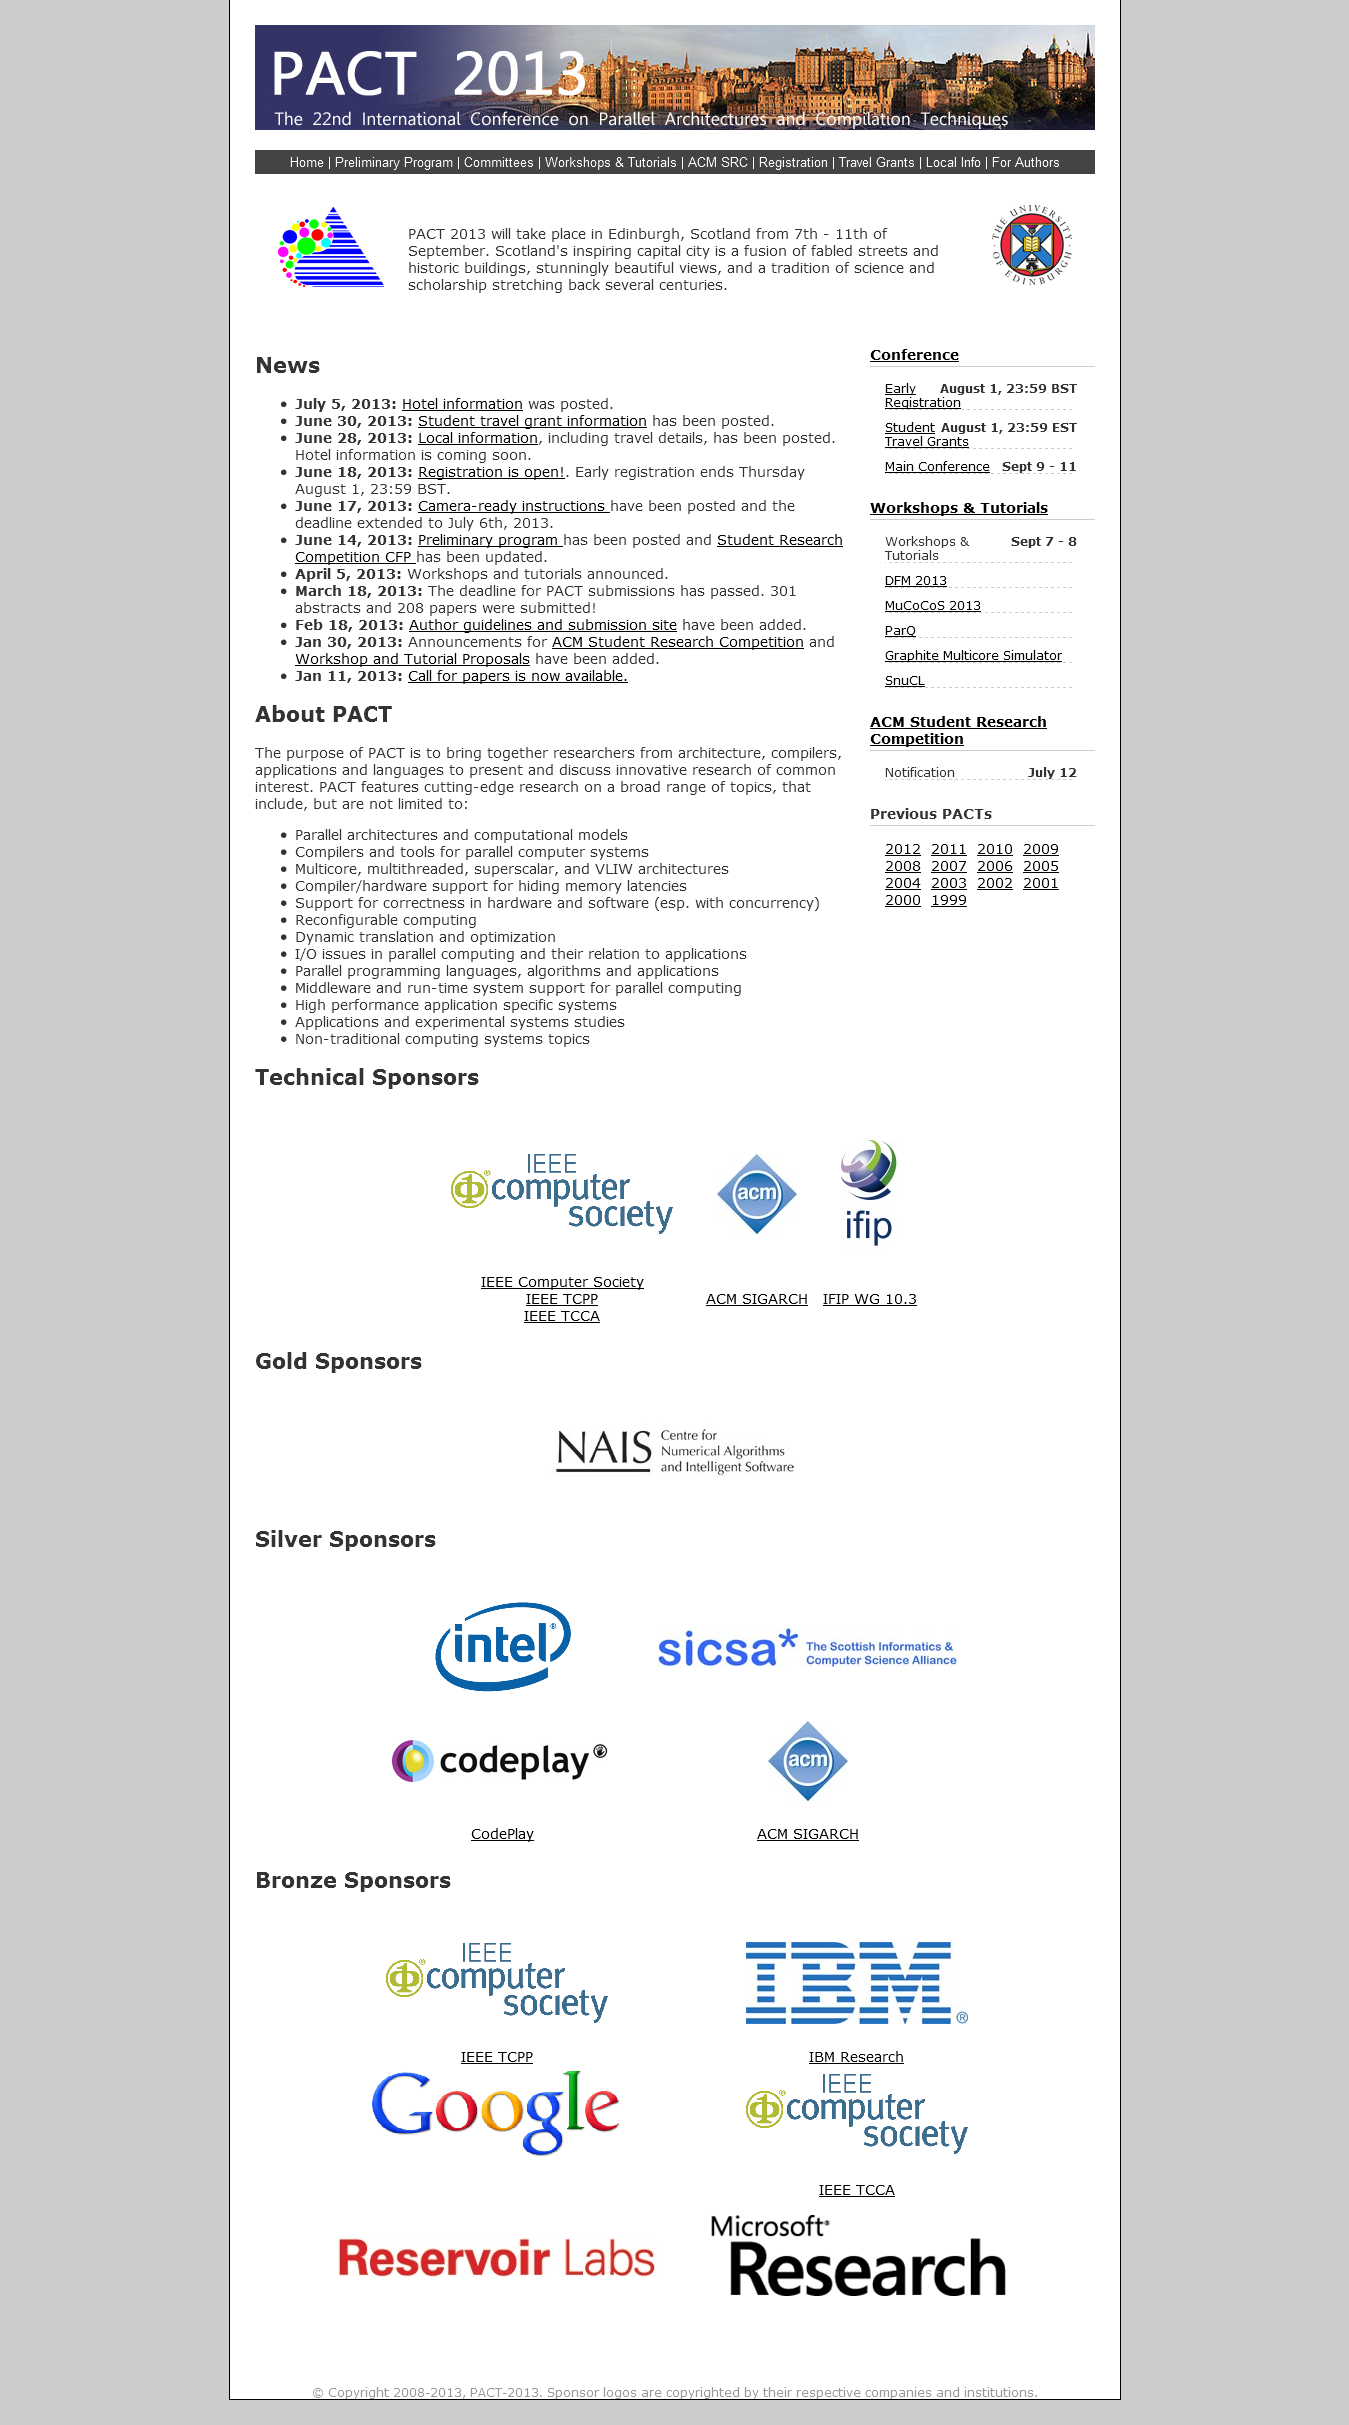 PACT 2013
The 22nd International Conference on Parallel Architectures and Compilation Techniques
Home | Preliminary Program | Committees | Workshops & Tutorials | ACM SRC | Registration | Travel Grants | Local Info | For Authors
PACT 2013 will take place in Edinburgh, Scotland from 7th - 11th of
September. Scotland's inspiring capital city is a fusion of fabled streets and
historic buildings, stunningly beautiful views, and a tradition of science and
scholarship stretching back several centuries.
THE UNIVERSITY OF EDINBURGH
News
• July 5, 2013: Hotel information was posted.
• June 30, 2013: Student travel grant information has been posted.
• June 28, 2013: Local information, including travel details, has been posted.
Hotel information is coming soon.
• June 18, 2013: Registration is open!. Early registration ends Thursday
August 1, 23:59 BST.
• June 17, 2013: Camera-ready instructions have been posted and the
deadline extended to July 6th, 2013.
• June 14, 2013: Preliminary program has been posted and Student Research
Competition CFP has been updated.
• April 5, 2013: Workshops and tutorials announced.
• March 18, 2013: The deadline for PACT submissions has passed. 301
abstracts and 208 papers were submitted!
• Feb 18, 2013: Author guidelines and submission site have been added.
• Jan 30, 2013: Announcements for ACM Student Research Competition and
Workshop and Tutorial Proposals have been added.
• Jan 11, 2013: Call for papers is now available.
About PACT
The purpose of PACT is to bring together researchers from architecture, compilers,
applications and languages to present and discuss innovative research of common
interest. PACT features cutting-edge research on a broad range of topics, that
include, but are not limited to:
• Parallel architectures and computational models
• Compilers and tools for parallel computer systems
• Multicore, multithreaded, superscalar, and VLIW architectures
• Compiler/hardware support for hiding memory latencies
• Support for correctness in hardware and software (esp. with concurrency)
• Reconfigurable computing
• Dynamic translation and optimization
• I/O issues in parallel computing and their relation to applications
• Parallel programming languages, algorithms and applications
• Middleware and run-time system support for parallel computing
• High performance application specific systems
• Applications and experimental systems studies
• Non-traditional computing systems topics
Conference
Early August 1, 23:59 BST
Registration
Student August 1, 23:59 EST
Travel Grants
Main Conference Sept 9 - 11
Workshops & Tutorials
Workshops & Sept 7 - 8
Tutorials
DFM 2013
MuCoCoS 2013
ParQ
Graphite Multicore Simulator
SnuCL
ACM Student Research
Competition
Notification July 12
Previous PACTs
2012 2011 2010 2009
2008 2007 2006 2005
2004 2003 2002 2001
2000 1999
Technical Sponsors
IEEE
computer
society
®
acm
ifip
IEEE Computer Society
IEEE TCPP
IEEE TCCA
ACM SIGARCH
IFIP WG 10.3
Gold Sponsors
NAIS
Centre for
Numerical Algorithms
and Intelligent Software
Silver Sponsors
intel®
sicsa*
The Scottish Informatics &
Computer Science Alliance
codeplay
acm
CodePlay
ACM SIGARCH
Bronze Sponsors
IEEE
computer
society
®
IBM®
IEEE TCPP
IBM Research
Google
IEEE
computer
society
®
IEEE TCCA
Reservoir Labs
Microsoft®
Research
© Copyright 2008-2013, PACT-2013. Sponsor logos are copyrighted by their respective companies and institutions.